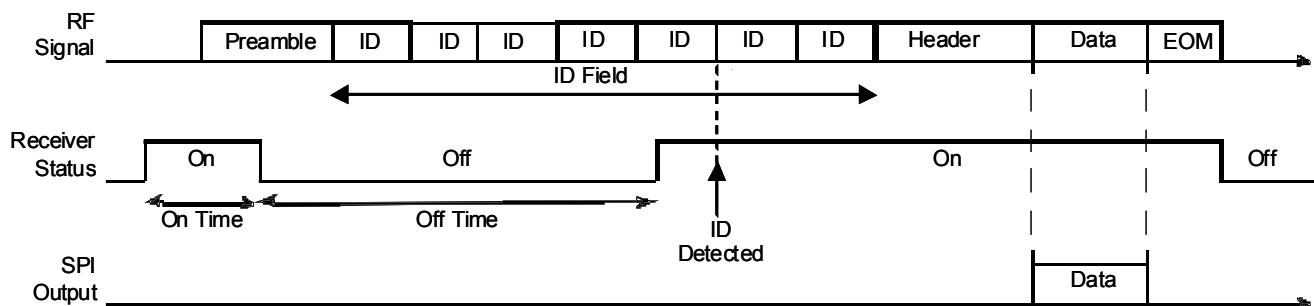 RF
Signal
Preamble ID ID ID ID ID ID ID Header Data EOM
ID Field
Receiver
Status
On Off On Off
On Time Off Time
ID
Detected
SPI
Output
Data